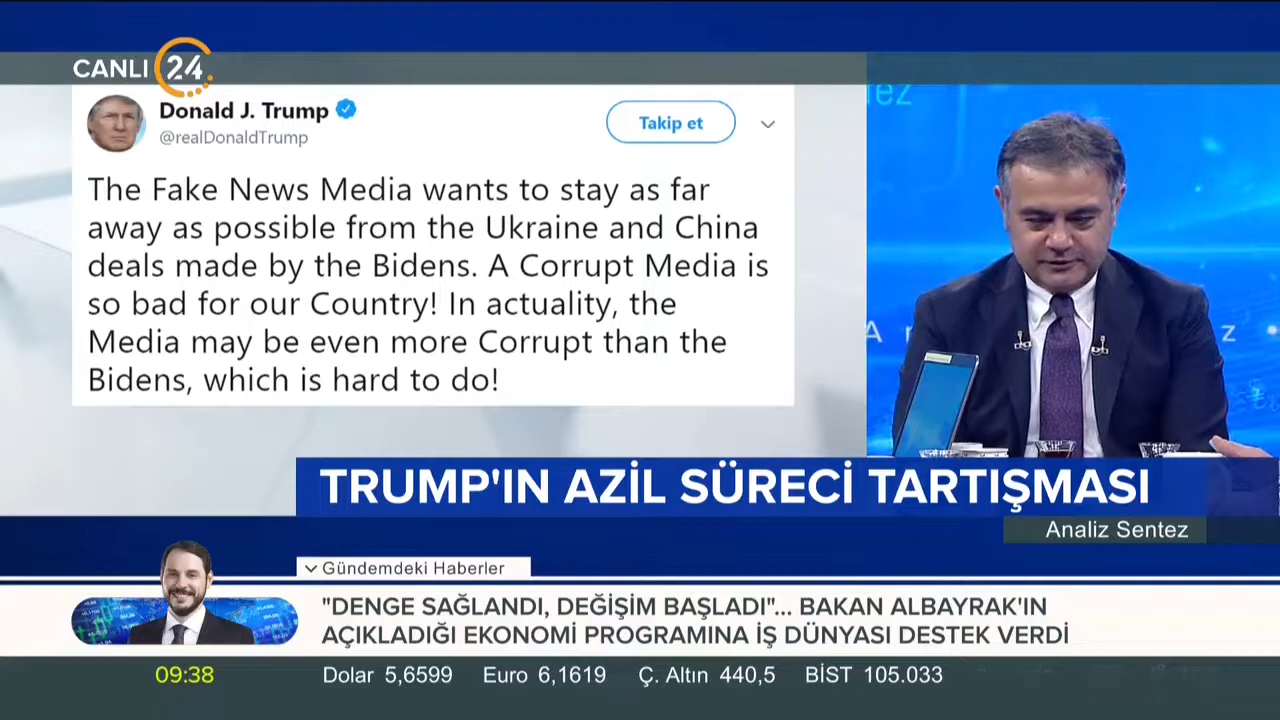 CANLI 24
Donald J. Trump
@realDonaldTrump
Takip et
The Fake News Media wants to stay as far
away as possible from the Ukraine and China
deals made by the Bidens. A Corrupt Media is
so bad for our Country! In actuality, the
Media may be even more Corrupt than the
Bidens, which is hard to do!
TRUMP'IN AZİL SÜRECİ TARTIŞMASI
Analiz Sentez
Gündemdeki Haberler
"DENGE SAĞLANDI, DEĞİŞİM BAŞLADI"... BAKAN ALBAYRAK'IN
AÇIKLADIĞI EKONOMİ PROGRAMINA İŞ DÜNYASI DESTEK VERDİ
09:38 Dolar 5,6599 Euro 6,1619 Ç. Altın 440,5 BİST 105.033